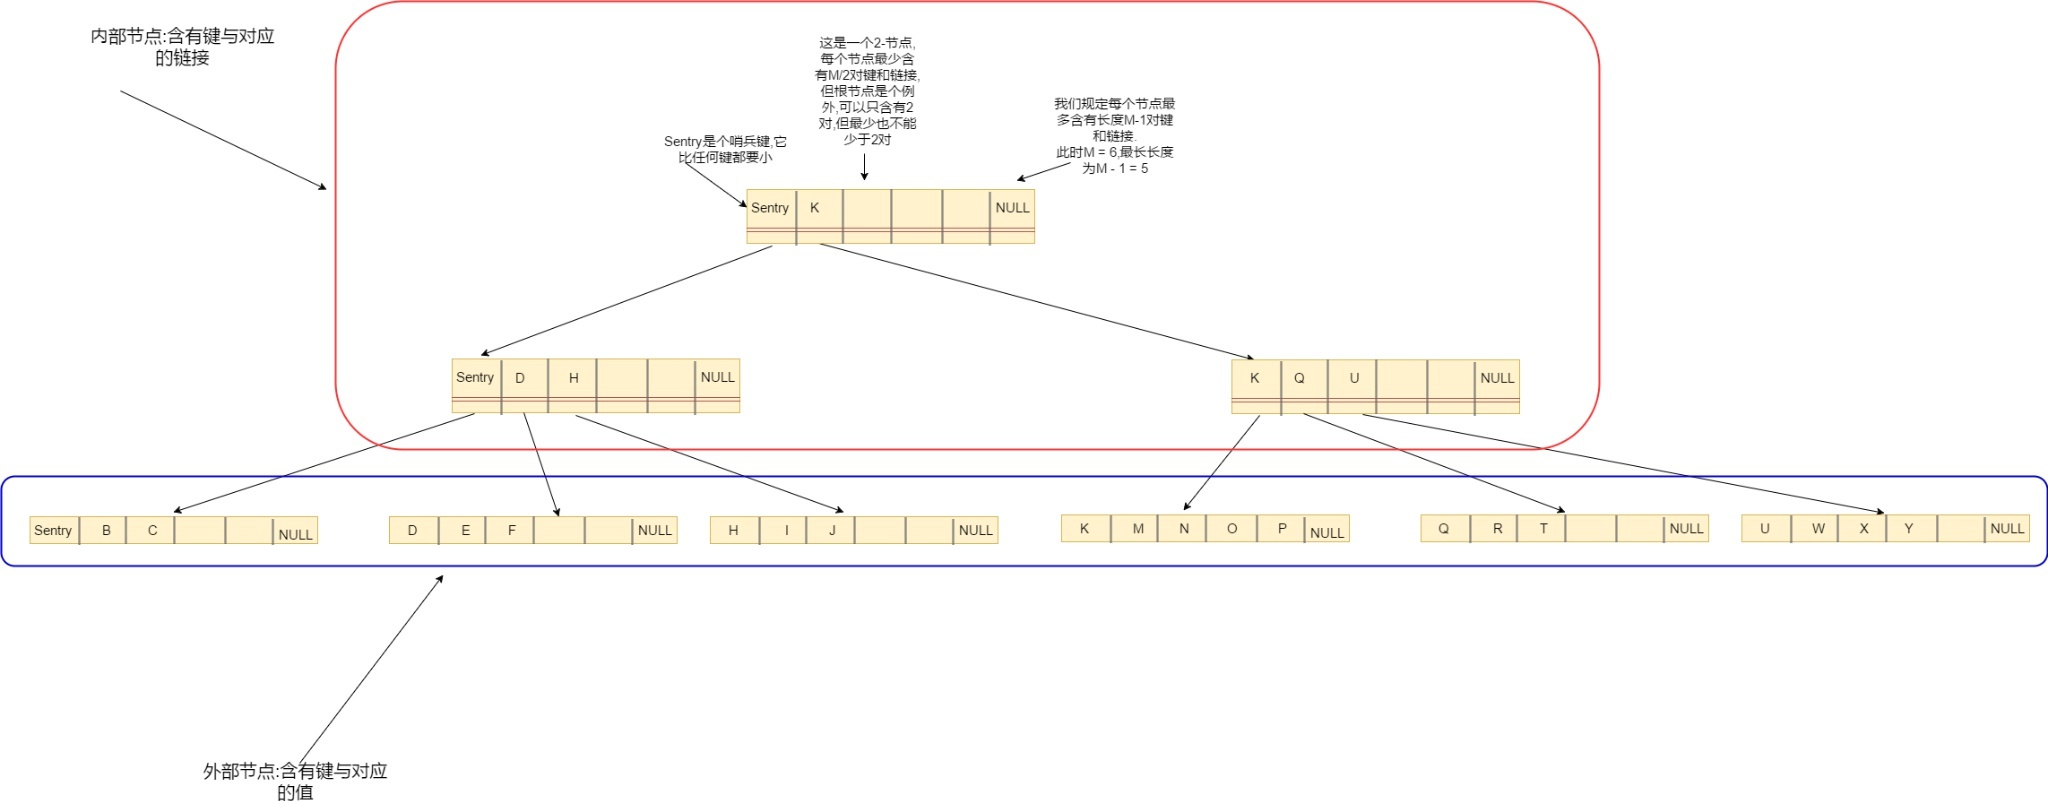 内部节点:含有键与对应
的链接
这是一个2-节点,
每个节点最少含
有M/2对键和链接,
但根节点是个例
外,可以只含有2
对,但最少也不能
少于2对
我们规定每个节点最
多含有长度M-1对键
和链接.
此时M = 6,最长长度
为M - 1 = 5
Sentry是个哨兵键,它
比任何键都要小
Sentry K NULL
Sentry D H NULL
K Q U NULL
Sentry B C NULL
D E F NULL
H I J NULL
K M N O P NULL
Q R T NULL
U W X Y NULL
外部节点:含有键与对应
的值